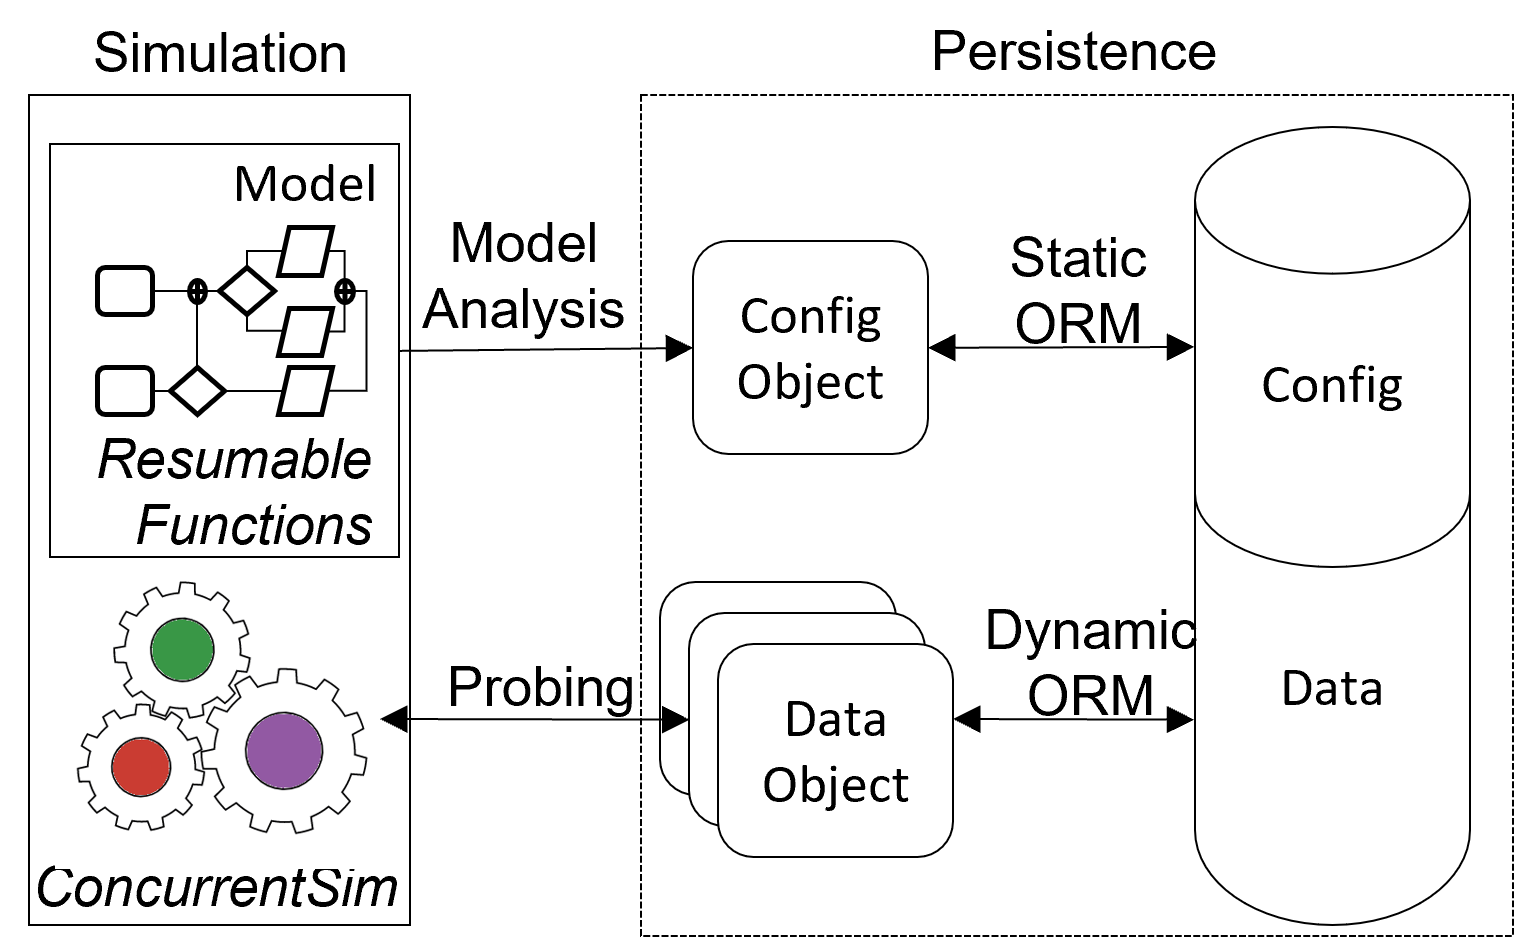 Simulation
Persistence
Model
Resumable
Functions
ConcurrentSim
Model
Analysis
Probing
Config
Object
Data
Object
Static
ORM
Dynamic
ORM
Config
Data